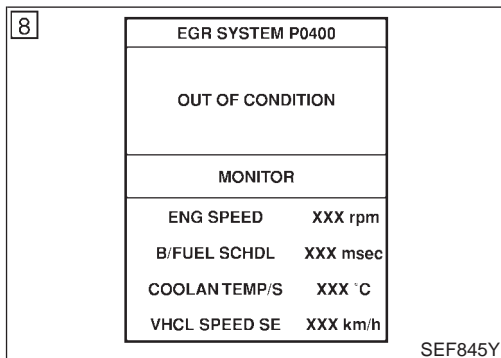 8
EGR SYSTEM P0400
OUT OF CONDITION
MONITOR
ENG SPEED XXX rpm
B/FUEL SCHDL XXX msec
COOLAN TEMP/S XXX °C
VHCL SPEED SE XXX km/h
SEF845Y